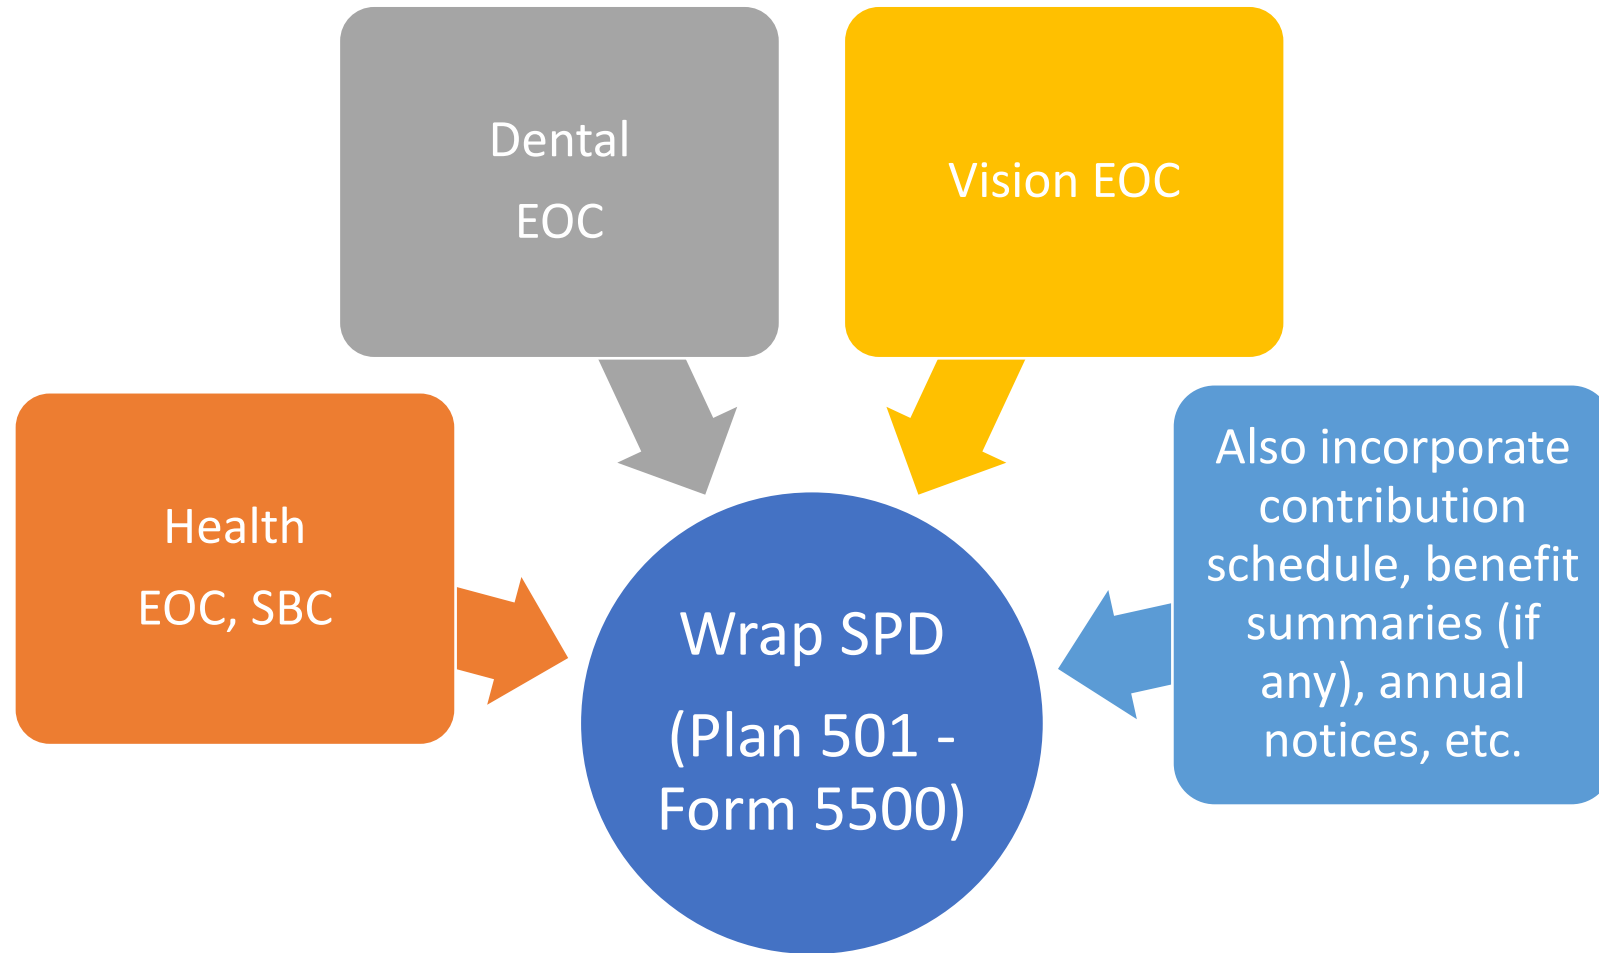 Dental
EOC
Vision EOC
Health
EOC, SBC
Also incorporate
contribution
schedule, benefit
summaries (if
any), annual
notices, etc.
Wrap SPD
(Plan 501 -
Form 5500)